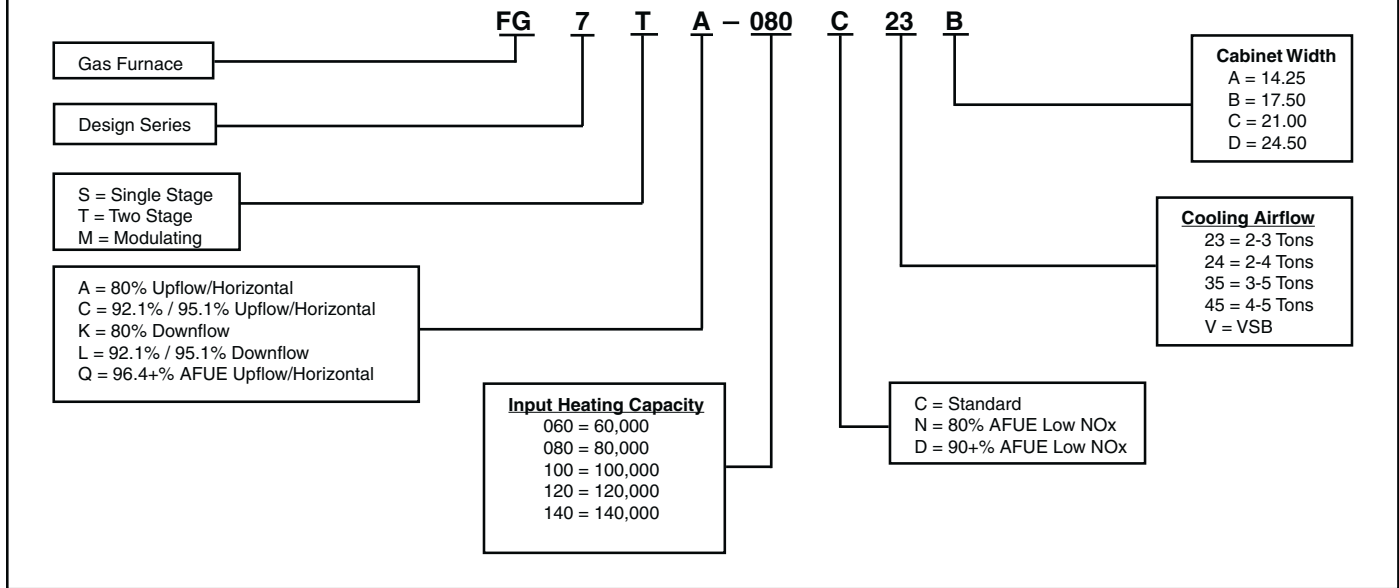 FG 7 T A – 080 C 23 B
Gas Furnace
Design Series
S = Single Stage
T = Two Stage
M = Modulating
A = 80% Upflow/Horizontal
C = 92.1% / 95.1% Upflow/Horizontal
K = 80% Downflow
L = 92.1% / 95.1% Downflow
Q = 96.4+% AFUE Upflow/Horizontal
Input Heating Capacity
060 = 60,000
080 = 80,000
100 = 100,000
120 = 120,000
140 = 140,000
C = Standard
N = 80% AFUE Low NOx
D = 90+% AFUE Low NOx
Cooling Airflow
23 = 2-3 Tons
24 = 2-4 Tons
35 = 3-5 Tons
45 = 4-5 Tons
V = VSB
Cabinet Width
A = 14.25
B = 17.50
C = 21.00
D = 24.50